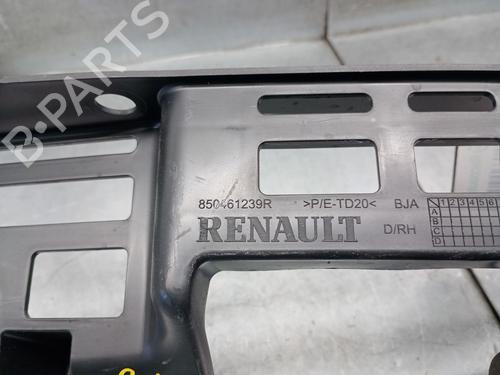 B-PARTS
850461239R >P/E-TD20< BJA
RENAULT D/RH
1 2 3 4 5 6
A
B
C
D